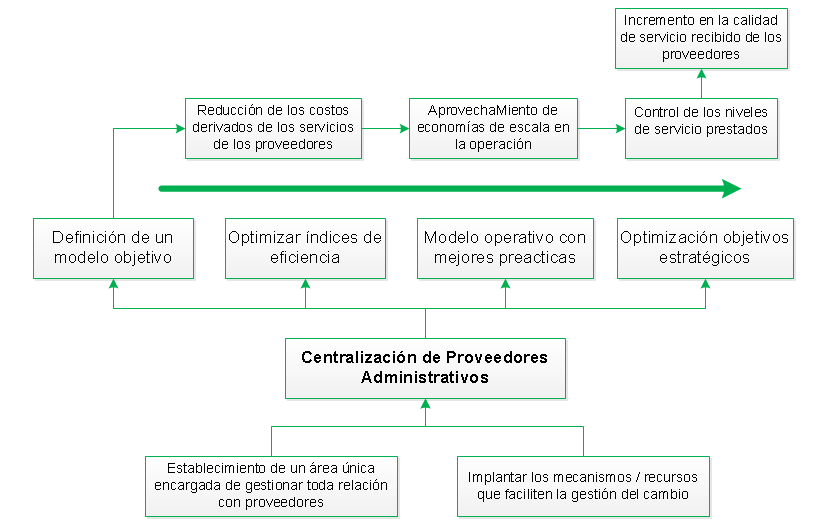 Incremento en la calidad
de servicio recibido de los
proveedores
Reducción de los costos
derivados de los servicios
de los proveedores
AprovechaMiento de
economías de escala en
la operación
Control de los niveles
de servicio prestados
Definición de un
modelo objetivo
Optimizar índices de
eficiencia
Modelo operativo con
mejores preacticas
Optimización objetivos
estratégicos
Centralización de Proveedores
Administrativos
Establecimiento de un área única
encargada de gestionar toda relación
con proveedores
Implantar los mecanismos / recursos
que faciliten la gestión del cambio